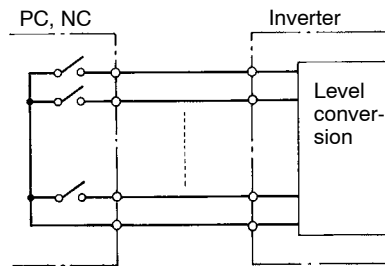 PC, NC
Inverter
Level
conver-
sion